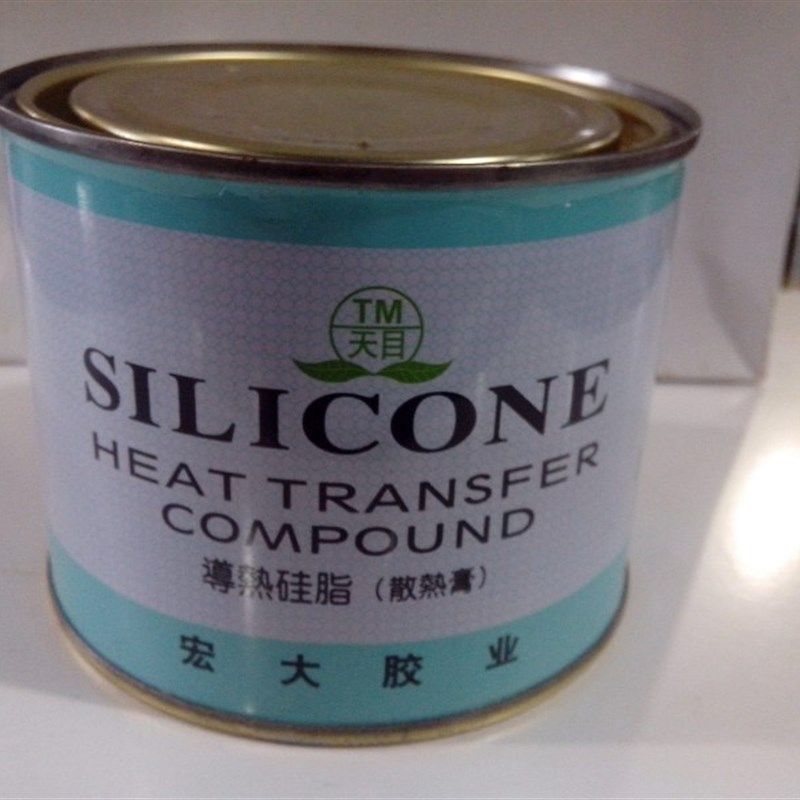 TM
天目
SILICONE
HEAT TRANSFER
COMPOUND
導熱硅脂（散熱膏）
宏大胶业